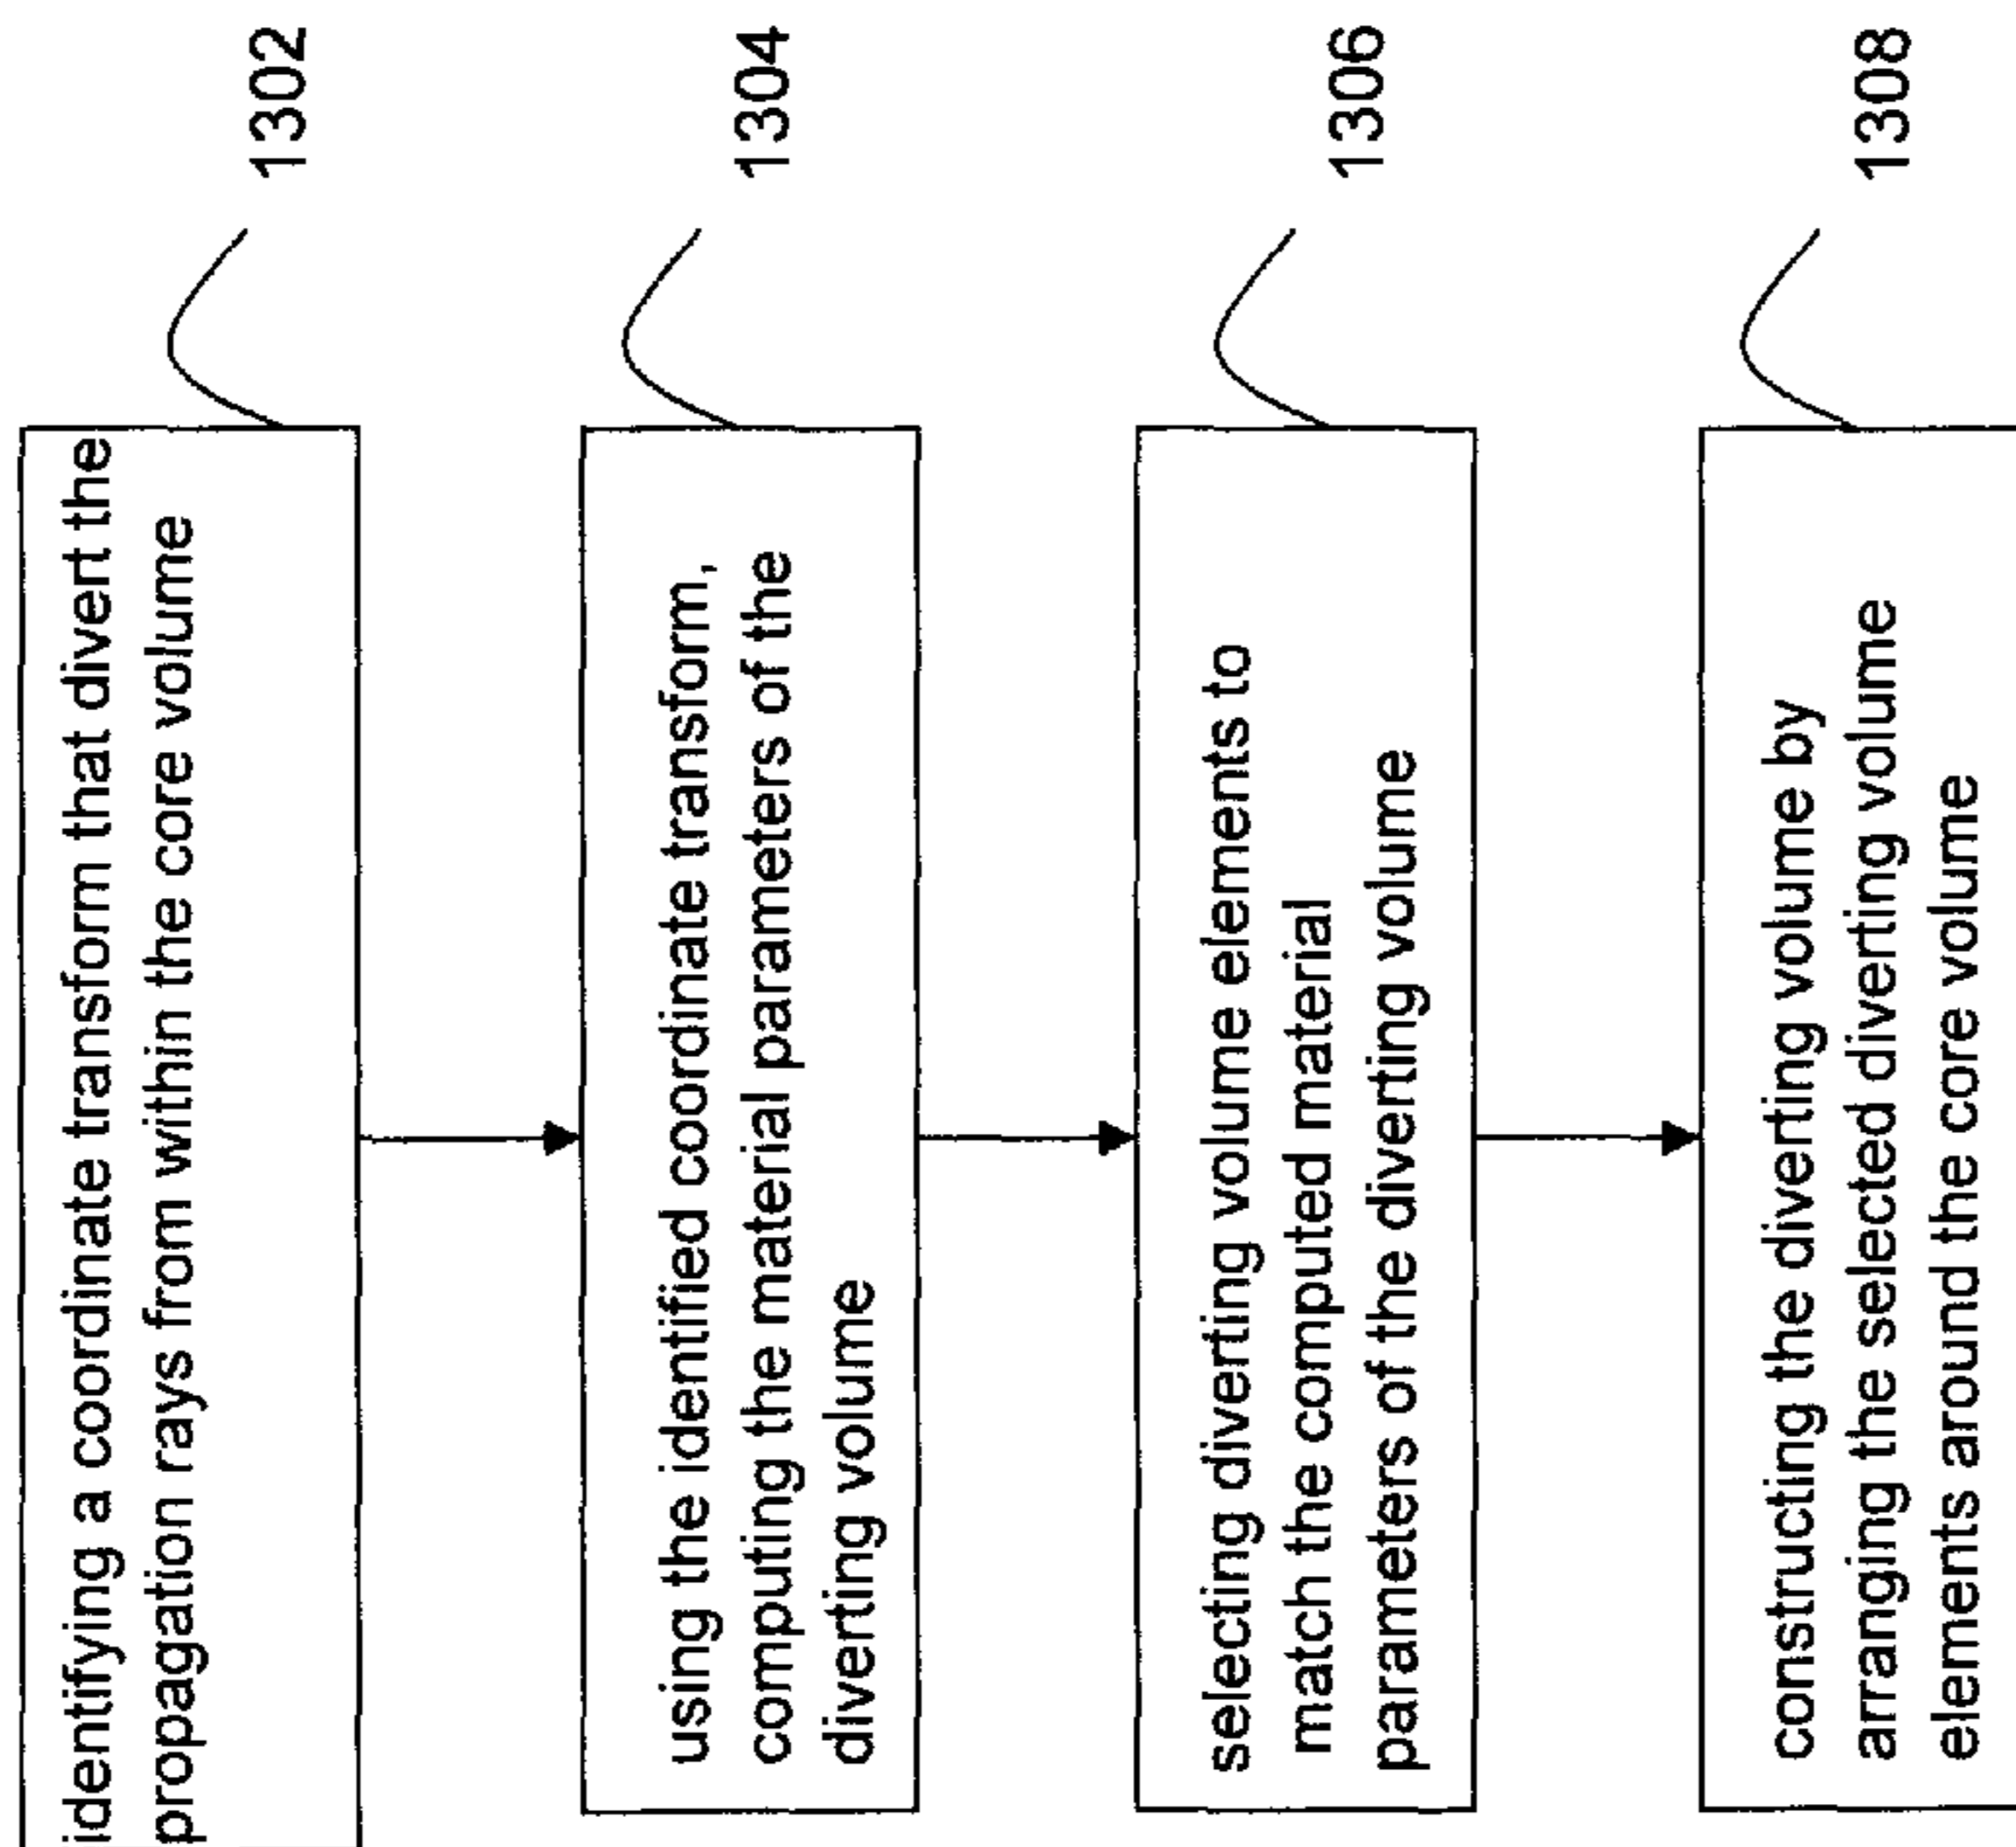 identifying a coordinate transform that divert the
propagation rays from within the core volume
1302
using the identified coordinate transform,
computing the material parameters of the
diverting volume
1304
selecting diverting volume elements to
match the computed material
parameters of the diverting volume
1306
constructing the diverting volume by
arranging the selected diverting volume
elements around the core volume
1308